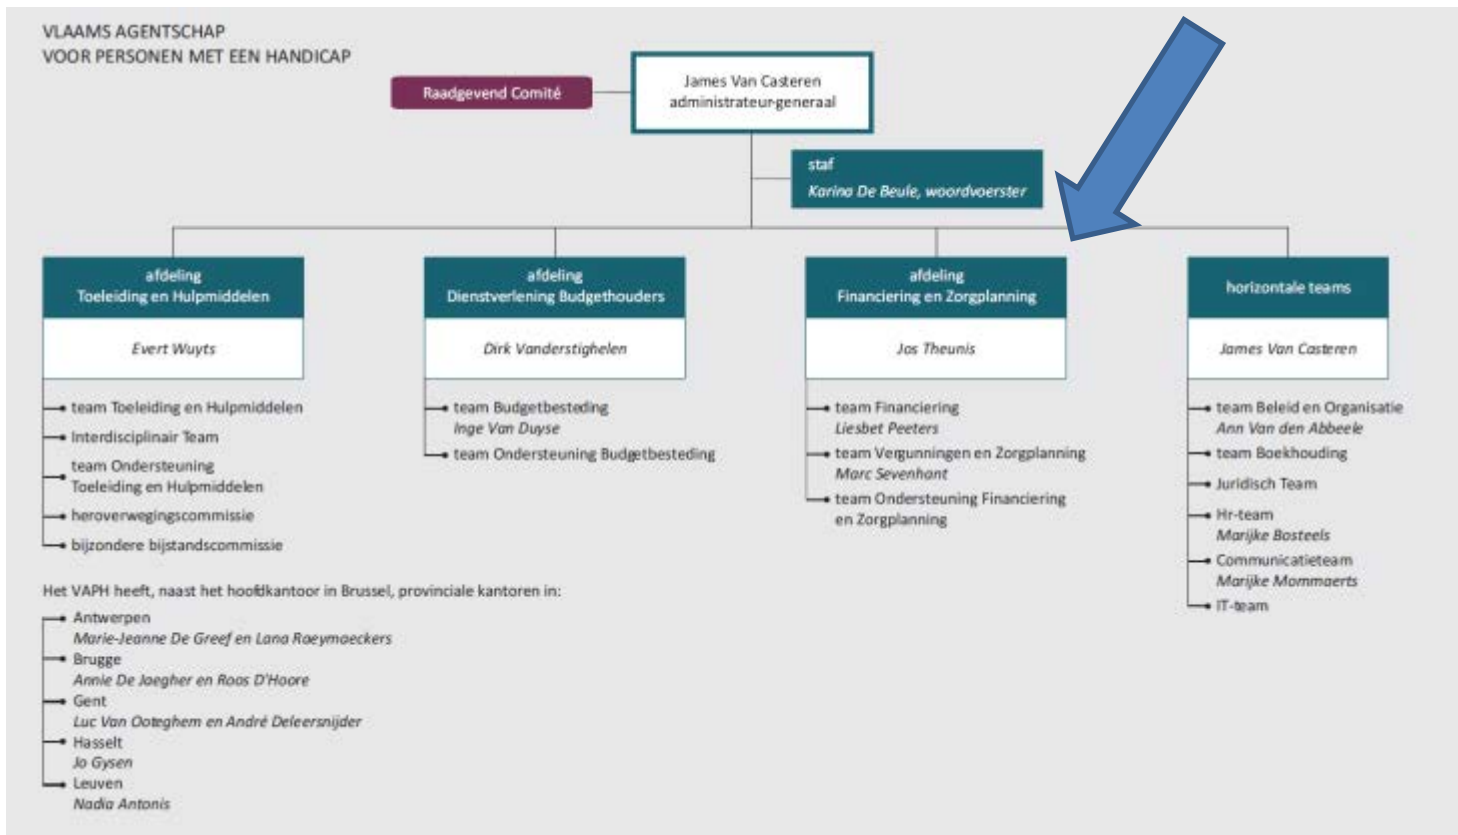 VLAAMS AGENTSCHAP
VOOR PERSONEN MET EEN HANDICAP
Raadgevend Comité
James Van Casteren
administrateur-generaal
staf
Karina De Beule, woordvoerster
afdeling
Toeleiding en Hulpmiddelen
Evert Wuyts
team Toeleiding en Hulpmiddelen
Interdisciplinair Team
team Ondersteuning
Toeleiding en Hulpmiddelen
heroverwegingscommissie
bijzondere bijstandscommissie
afdeling
Dienstverlening Budgethouders
Dirk Vanderstighelen
team Budgetbesteding
Inge Van Duyse
team Ondersteuning Budgetbesteding
afdeling
Financiering en Zorgplanning
Jos Theunis
team Financiering
Liesbet Peeters
team Vergunningen en Zorgplanning
Marc Sevenhant
team Ondersteuning Financiering
en Zorgplanning
horizontale teams
James Van Casteren
team Beleid en Organisatie
Ann Van den Abbeele
team Boekhouding
Juridisch Team
Hr-team
Marijke Bosteels
Communicatieteam
Marijke Mommaerts
IT-team
Het VAPH heeft, naast het hoofdkantoor in Brussel, provinciale kantoren in:
Antwerpen
Marie-Jeanne De Greef en Lana Raeymaeckers
Brugge
Annie De Jaegher en Roos D'Hoore
Gent
Luc Van Ooteghem en André Deleersnijder
Hasselt
Jo Gysen
Leuven
Nadia Antonis